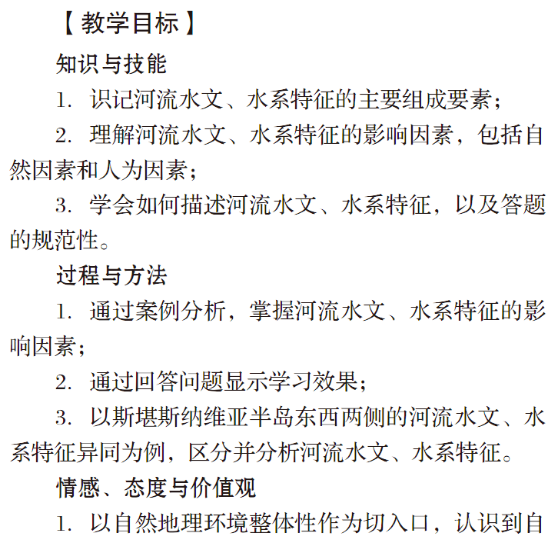 【教学目标】
知识与技能
1. 识记河流水文、水系特征的主要组成要素；
2. 理解河流水文、水系特征的影响因素，包括自
然因素和人为因素；
3. 学会如何描述河流水文、水系特征，以及答题
的规范性。
过程与方法
1. 通过案例分析，掌握河流水文、水系特征的影
响因素；
2. 通过回答问题显示学习效果；
3. 以斯堪斯纳维亚半岛东西两侧的河流水文、水
系特征异同为例，区分并分析河流水文、水系特征。
情感、态度与价值观
1. 以自然地理环境整体性作为切入口，认识到自